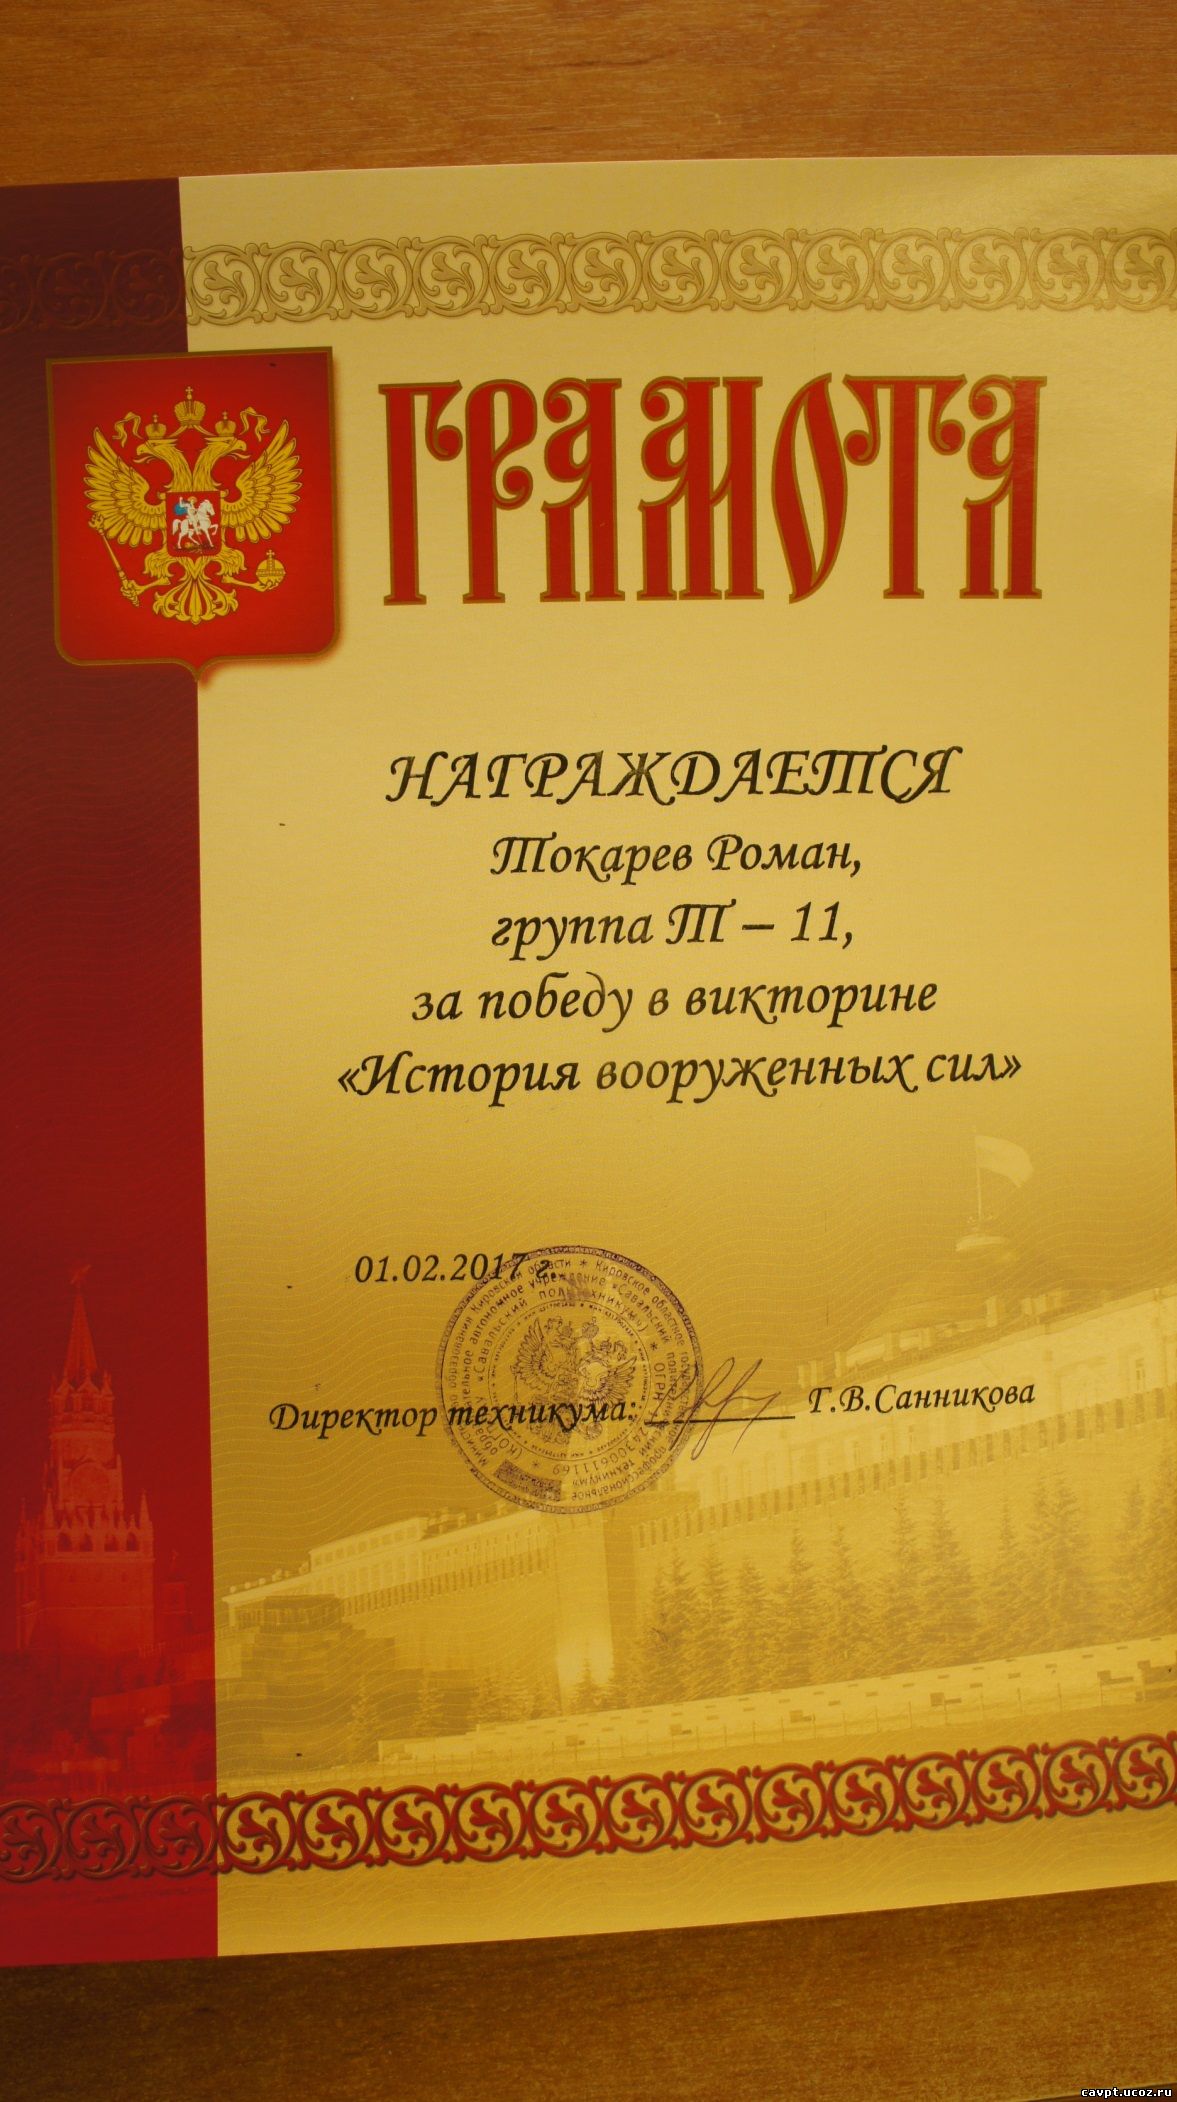 ГРАМОТА
НАГРАЖДАЕТСЯ
Токарев Роман,
группа Т – 11,
за победу в викторине
«История вооруженных сил»
01.02.2017 г.
Директор техникума: Г.В.Санникова
cavpt.ucoz.ru